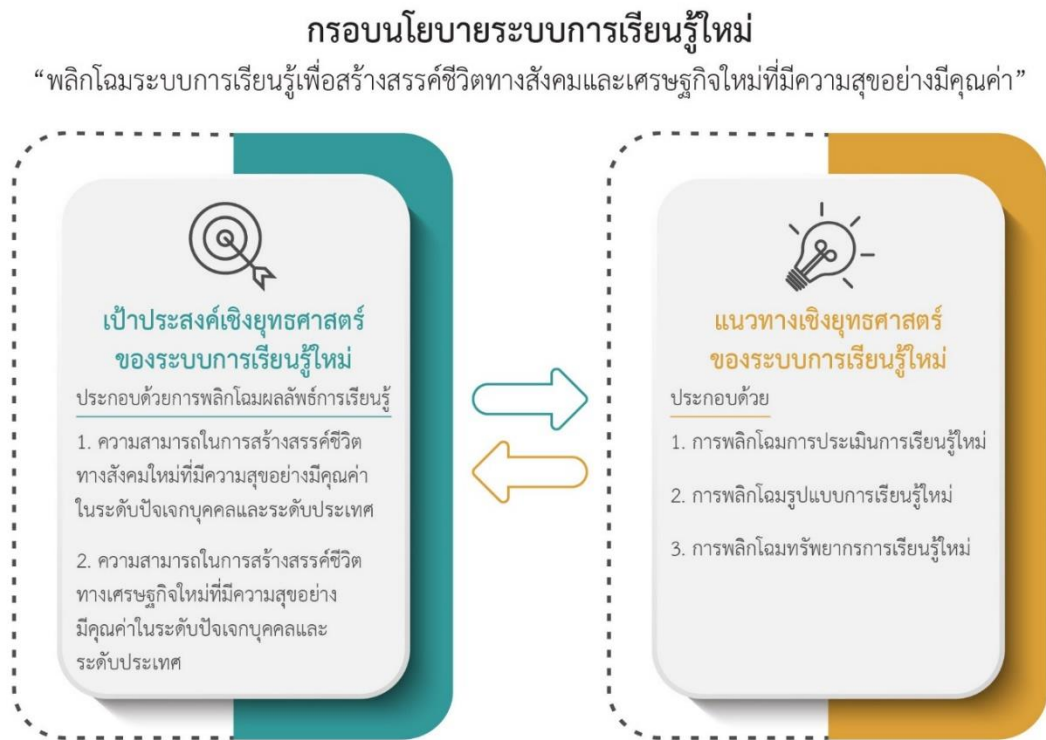 กรอบนโยบายระบบการเรียนรู้ใหม่
“พลิกโฉมระบบการเรียนรู้เพื่อสร้างสรรค์ชีวิตทางสังคมและเศรษฐกิจใหม่ที่มีความสุขอย่างมีคุณค่า”
เป้าประสงค์เชิงยุทธศาสตร์
ของระบบการเรียนรู้ใหม่
ประกอบด้วยการพลิกโฉมผลลัพธ์การเรียนรู้
1. ความสามารถในการสร้างสรรค์ชีวิต
ทางสังคมใหม่ที่มีความสุขอย่างมีคุณค่า
ในระดับปัจเจกบุคคลและระดับประเทศ
2. ความสามารถในการสร้างสรรค์ชีวิต
ทางเศรษฐกิจใหม่ที่มีความสุขอย่าง
มีคุณค่าในระดับปัจเจกบุคคลและ
ระดับประเทศ
แนวทางเชิงยุทธศาสตร์
ของระบบการเรียนรู้ใหม่
ประกอบด้วย
1. การพลิกโฉมการประเมินการเรียนรู้ใหม่
2. การพลิกโฉมรูปแบบการเรียนรู้ใหม่
3. การพลิกโฉมทรัพยากรการเรียนรู้ใหม่